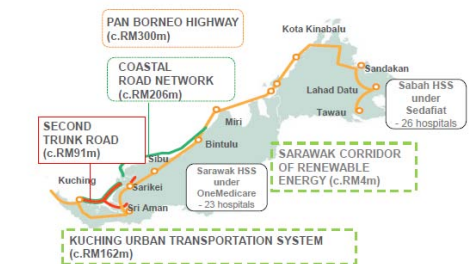 PAN BORNEO HIGHWAY
(c.RM300m)
Kota Kinabalu
COASTAL
ROAD NETWORK
(c.RM206m)
Sandakan
Lahad Datu
Tawau
Sabah HSS
under
Sedafiat
- 26 hospitals
SECOND
TRUNK ROAD
(c.RM91m)
Miri
Bintulu
Sibu
Kuching
Sarikei
Sri Aman
Sarawak HSS
under
OneMedicare
- 23 hospitals
SARAWAK CORRIDOR
OF RENEWABLE
ENERGY (c.RM4m)
KUCHING URBAN TRANSPORTATION SYSTEM
(c.RM162m)